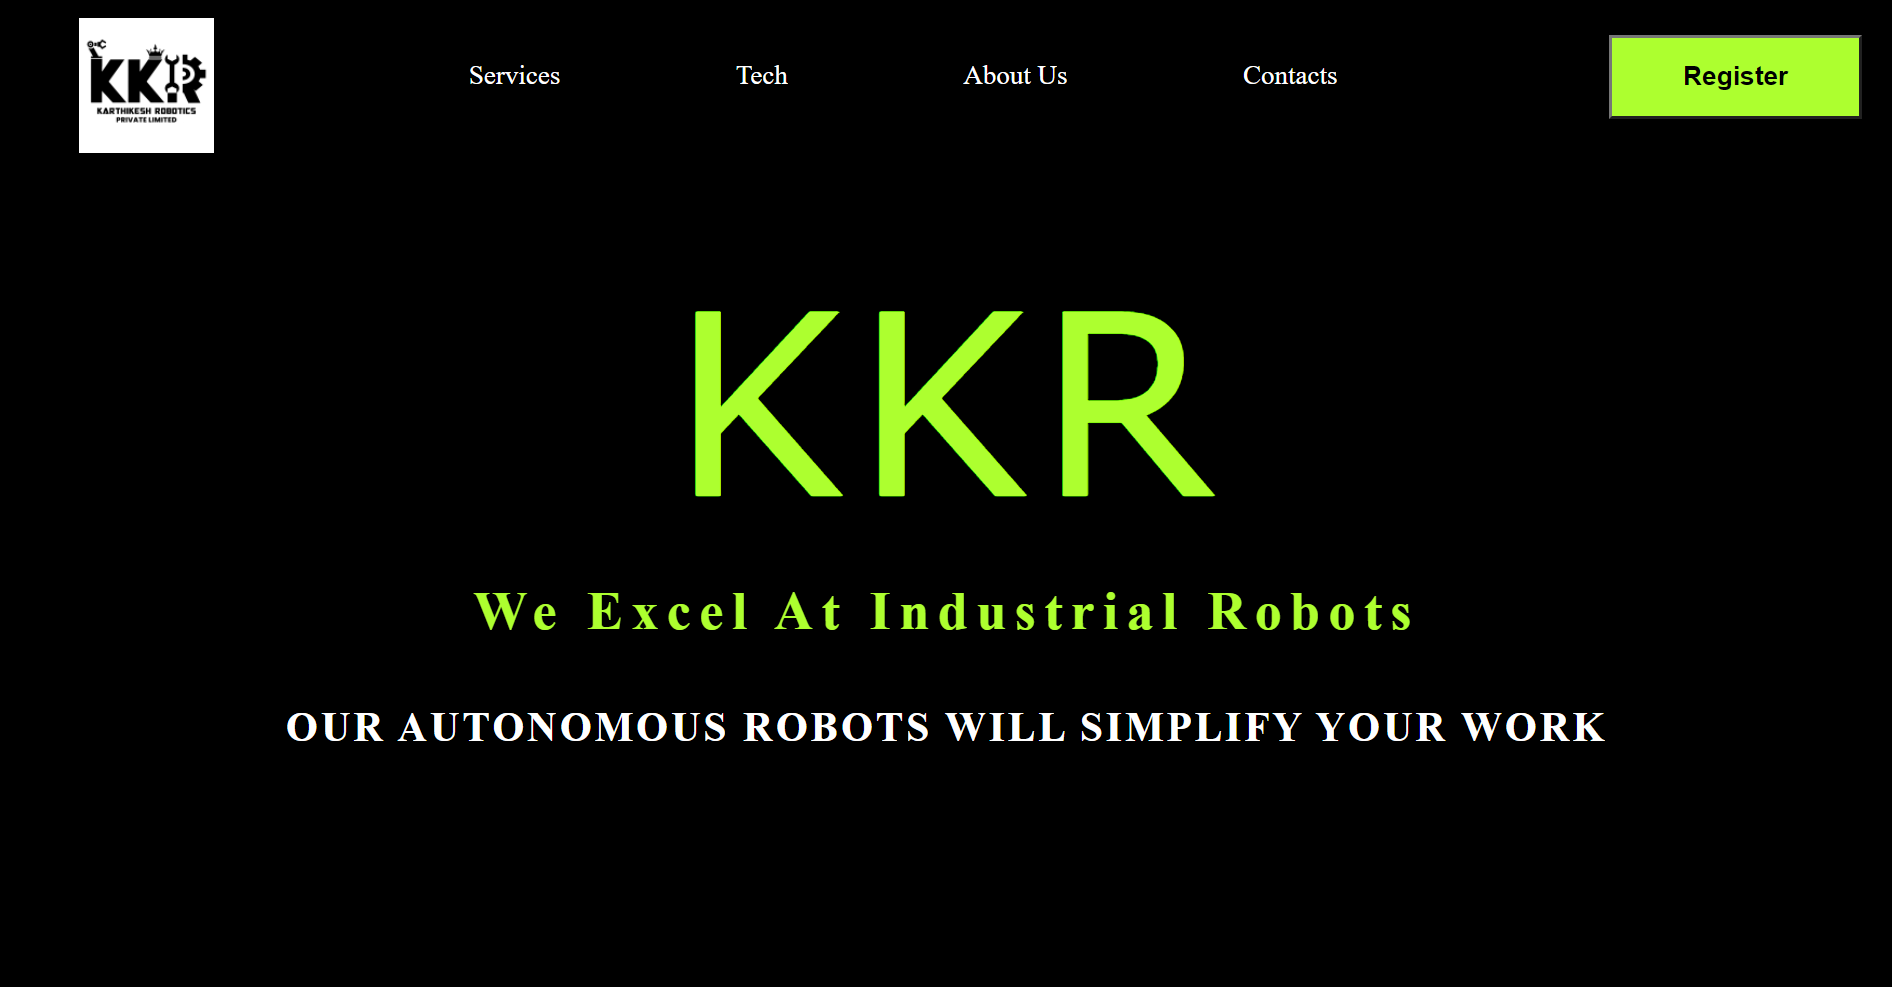 KKR
KARTHIKESH ROBOTICS
PRIVATE LIMITED
Services
Tech
About Us
Contacts
Register
KKR
We Excel At Industrial Robots
OUR AUTONOMOUS ROBOTS WILL SIMPLIFY YOUR WORK